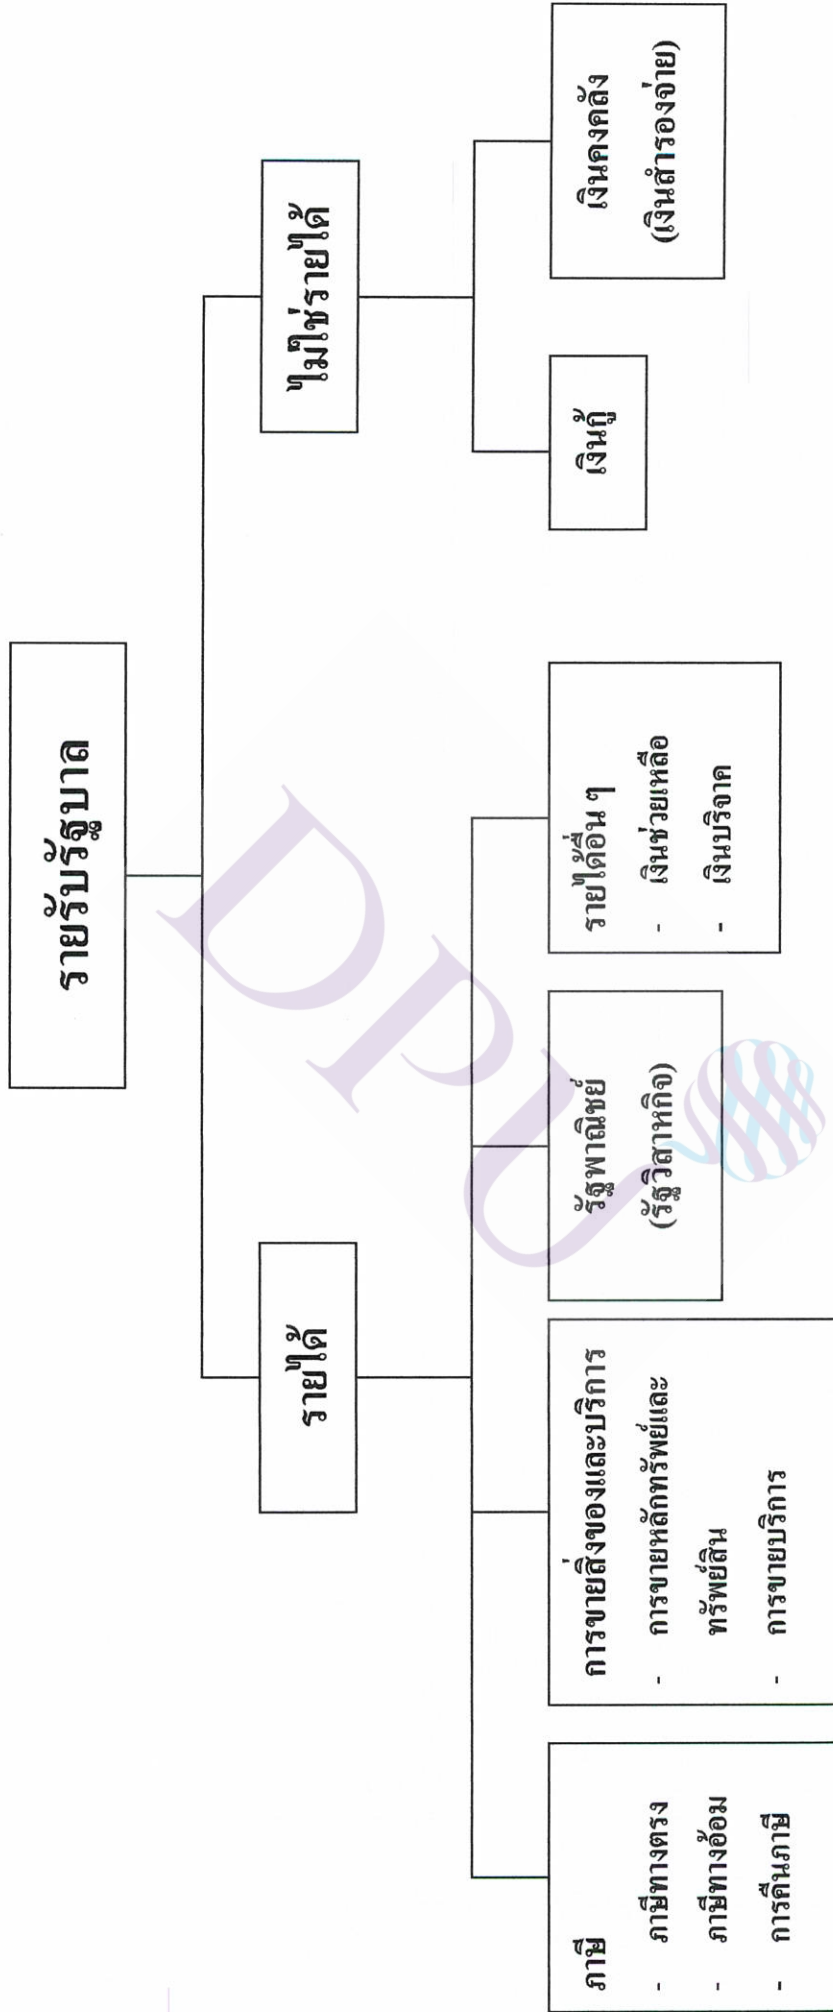 รายรับรัฐบาล
รายได้
ไม่ใช่รายได้
ภาษี
- ภาษีทางตรง
- ภาษีทางอ้อม
- การคืนภาษี
การขายสิ่งของและบริการ
- การขายหลักทรัพย์และ
ทรัพย์สิน
- การขายบริการ
รัฐพาณิชย์
(รัฐวิสาหกิจ)
รายได้อื่น ๆ
- เงินช่วยเหลือ
- เงินบริจาค
เงินกู้
เงินคงคลัง
(เงินสำรองจ่าย)
DPU